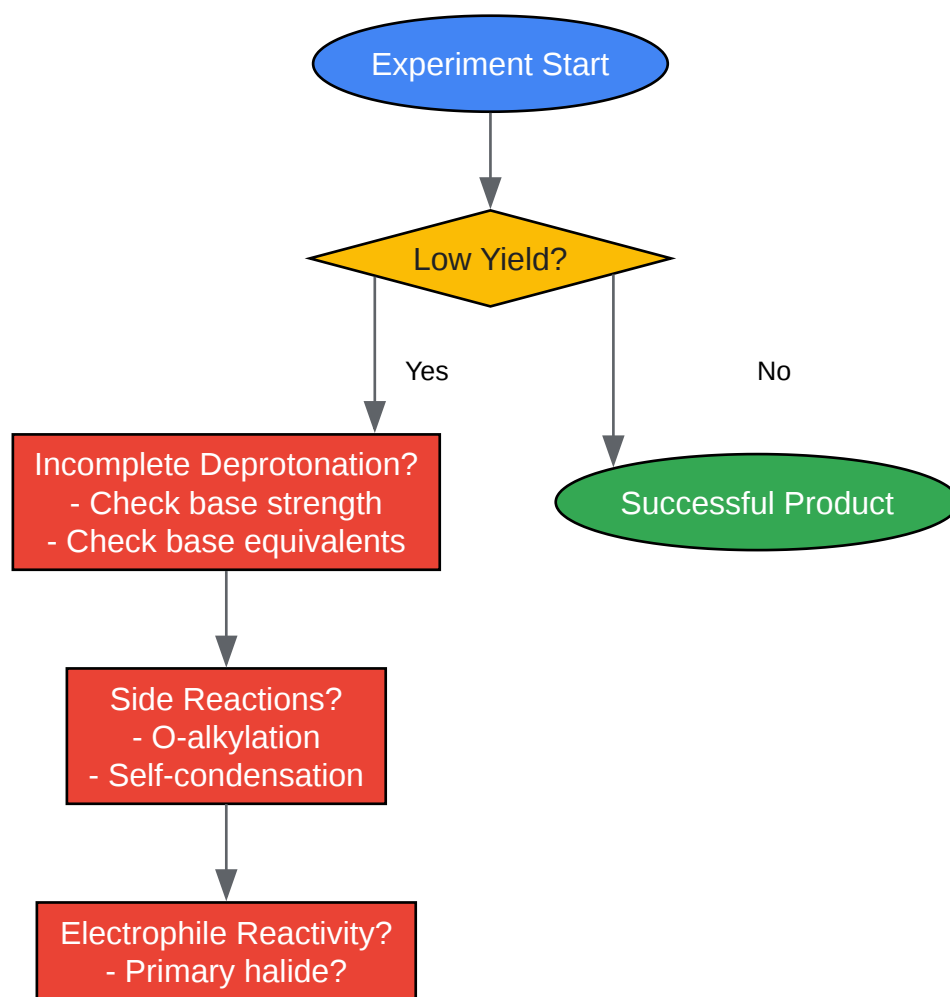 Experiment Start
Low Yield?
Yes
No
Incomplete Deprotonation?
- Check base strength
- Check base equivalents
Successful Product
Side Reactions?
- O-alkylation
- Self-condensation
Electrophile Reactivity?
- Primary halide?